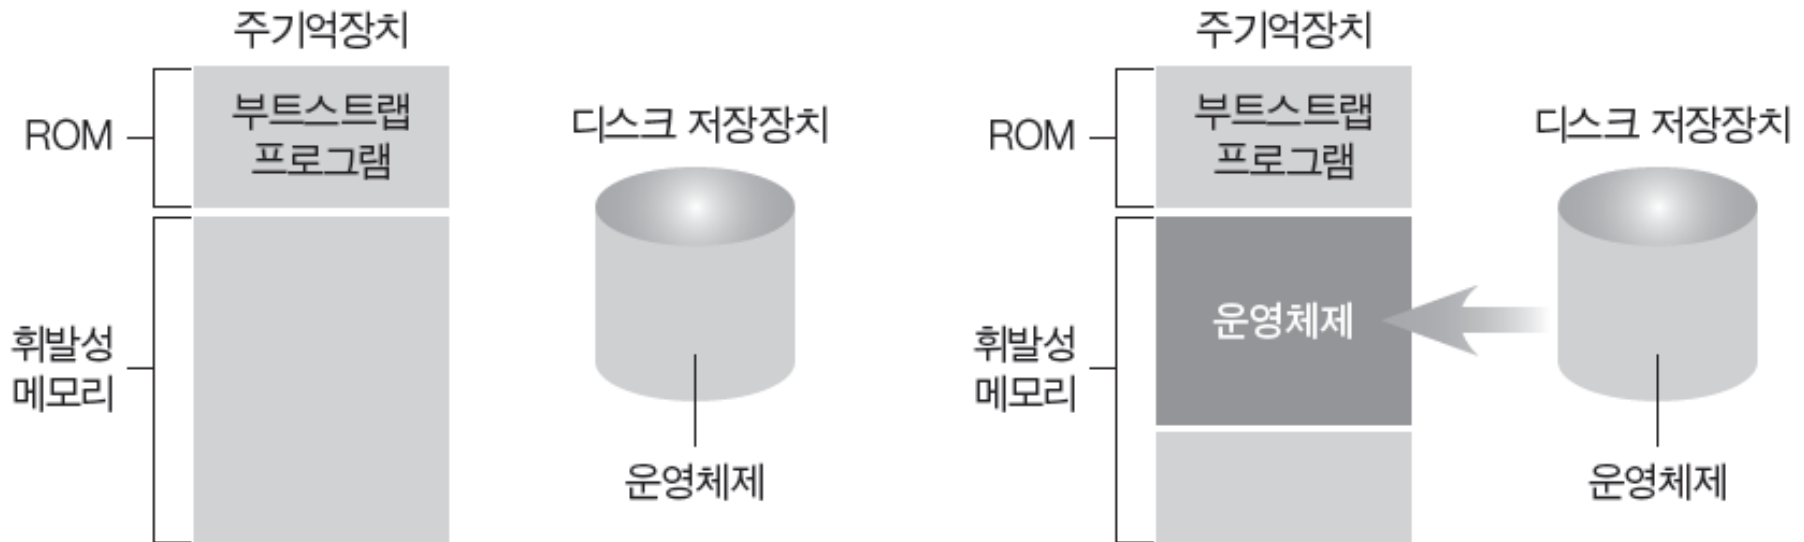 주기억장치
ROM
부트스트랩
프로그램
디스크 저장장치
휘발성
메모리
운영체제
주기억장치
ROM
부트스트랩
프로그램
디스크 저장장치
휘발성
메모리
운영체제
운영체제